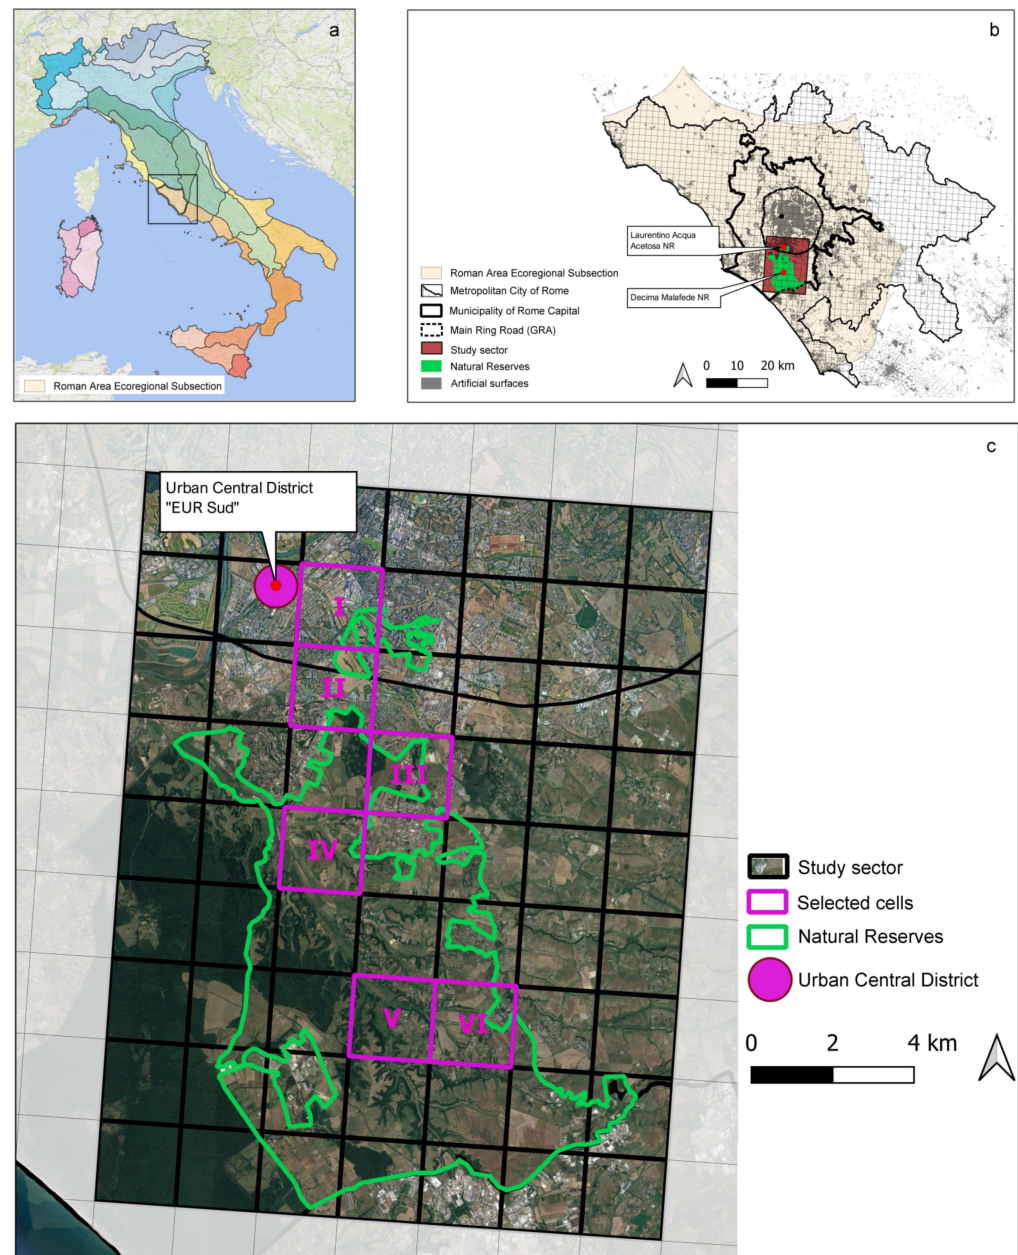 a
Roman Area Ecoregional Subsection
b
Laurentino Acqua
Acetosa NR
Decima Malafede NR
Roman Area Ecoregional Subsection
Metropolitan City of Rome
Municipality of Rome Capital
Main Ring Road (GRA)
Study sector
Natural Reserves
Artificial surfaces
0 10 20 km
c
Urban Central District
"EUR Sud"
I
II
III
IV
V
VI
Study sector
Selected cells
Natural Reserves
Urban Central District
0 2 4 km